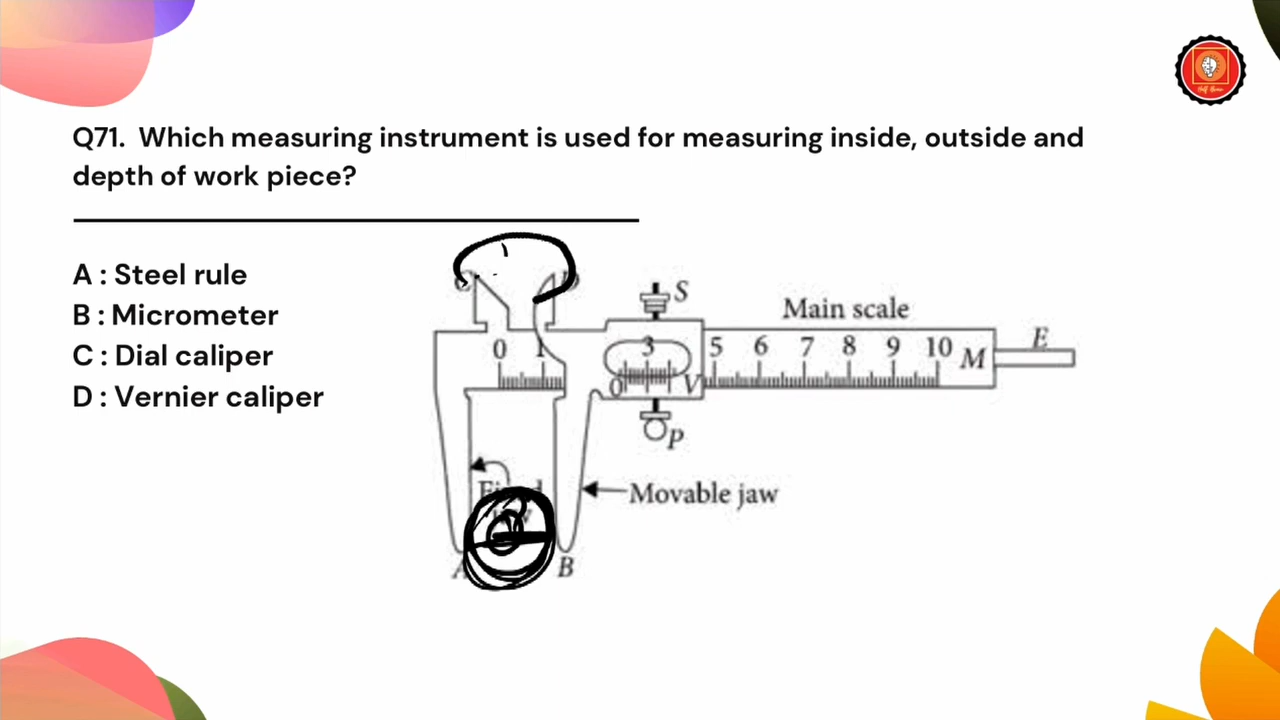 Q71. Which measuring instrument is used for measuring inside, outside and
depth of work piece?
A : Steel rule
B : Micrometer
C : Dial caliper
D : Vernier caliper
S
Main scale
0 1 3 5 6 7 8 9 10 M E
0 V
P
Movable jaw
B